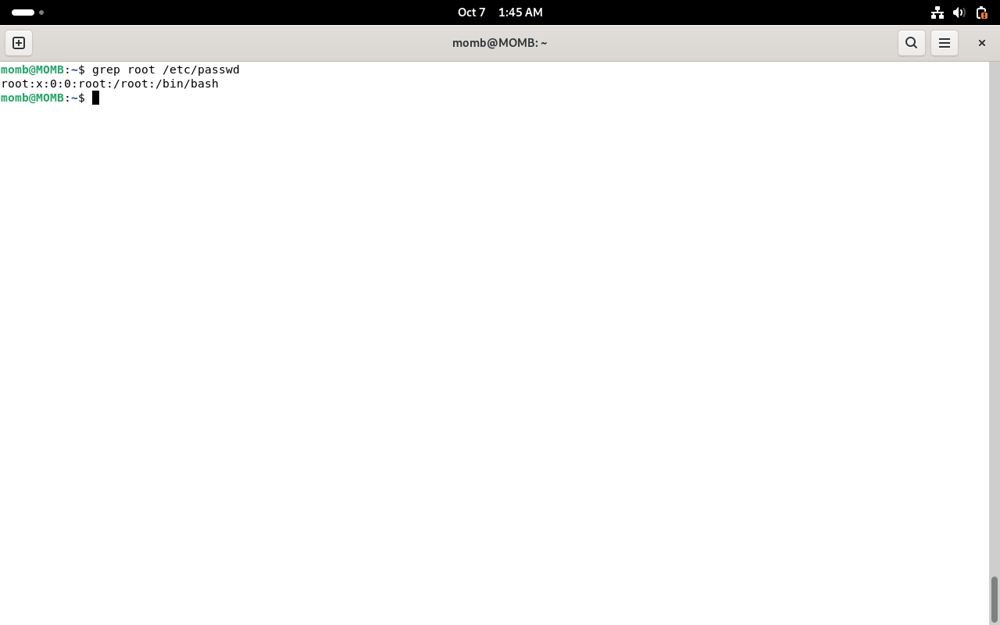 Oct 7 1:45 AM
momb@MOMB: ~
momb@MOMB:~$ grep root /etc/passwd
root:x:0:0:root:/root:/bin/bash
momb@MOMB:~$